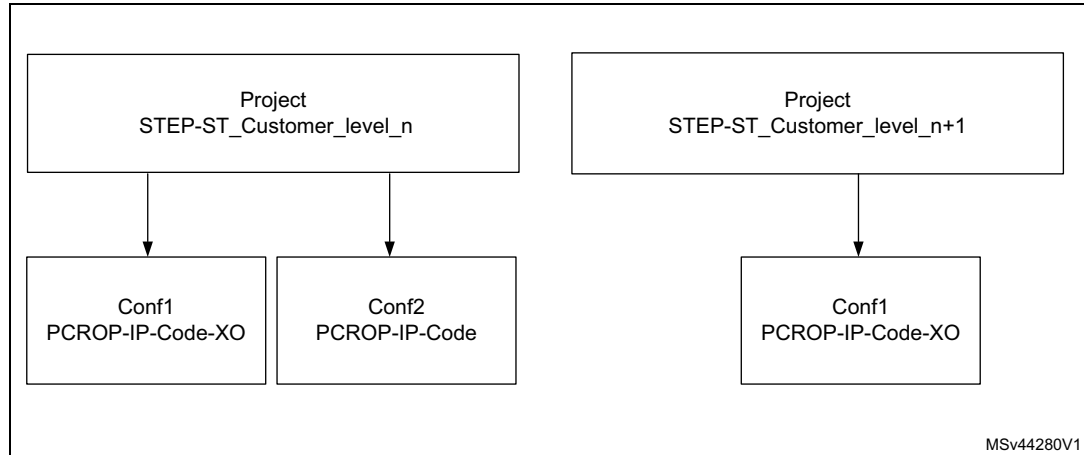 Project
STEP-ST_Customer_level_n
Project
STEP-ST_Customer_level_n+1
Conf1
PCROP-IP-Code-XO
Conf2
PCROP-IP-Code
Conf1
PCROP-IP-Code-XO
MSv44280V1